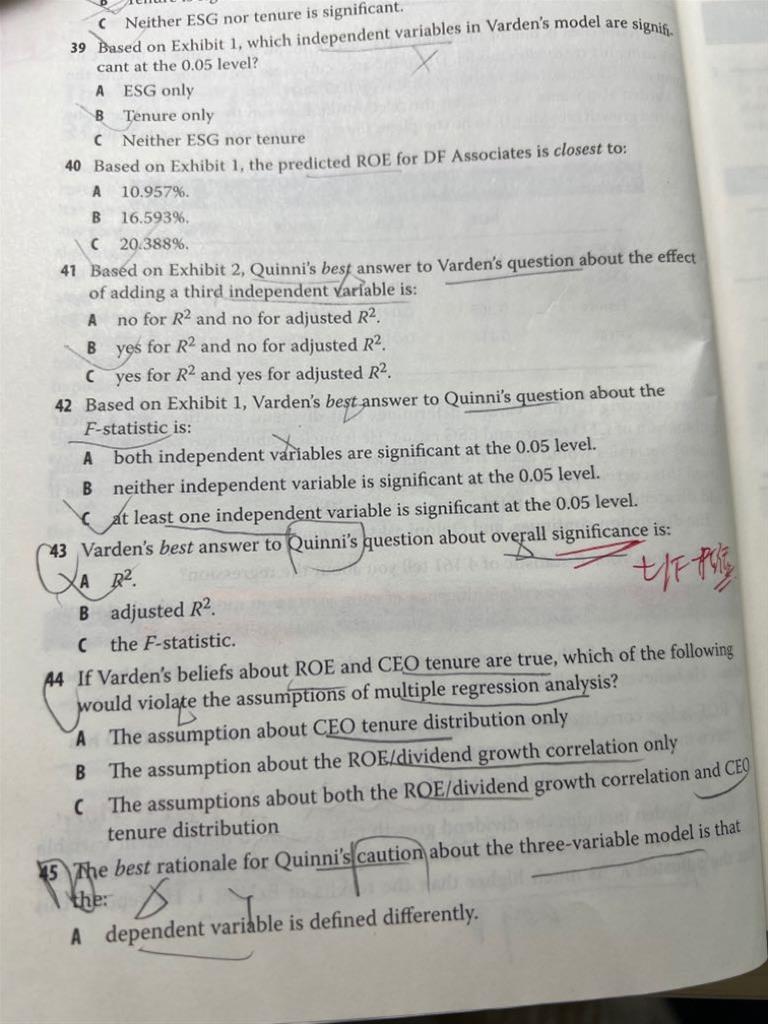 C Neither ESG nor tenure is significant.
39 Based on Exhibit 1, which independent variables in Varden's model are signifi-
cant at the 0.05 level?
A ESG only
B Tenure only
C Neither ESG nor tenure
40 Based on Exhibit 1, the predicted ROE for DF Associates is closest to:
A 10.957%.
B 16.593%.
C 20.388%.
41 Based on Exhibit 2, Quinni's best answer to Varden's question about the effect
of adding a third independent variable is:
A no for R² and no for adjusted R².
B yes for R² and no for adjusted R².
C yes for R² and yes for adjusted R².
42 Based on Exhibit 1, Varden's best answer to Quinni's question about the
F-statistic is:
A both independent variables are significant at the 0.05 level.
B neither independent variable is significant at the 0.05 level.
C at least one independent variable is significant at the 0.05 level.
43 Varden's best answer to Quinni's question about overall significance is:
A R².
t/F
B adjusted R².
C the F-statistic.
44 If Varden's beliefs about ROE and CEO tenure are true, which of the following
would violate the assumptions of multiple regression analysis?
A The assumption about CEO tenure distribution only
B The assumption about the ROE/dividend growth correlation only
C The assumptions about both the ROE/dividend growth correlation and CEO
tenure distribution
45 The best rationale for Quinni's caution about the three-variable model is that
the:
A dependent variable is defined differently.